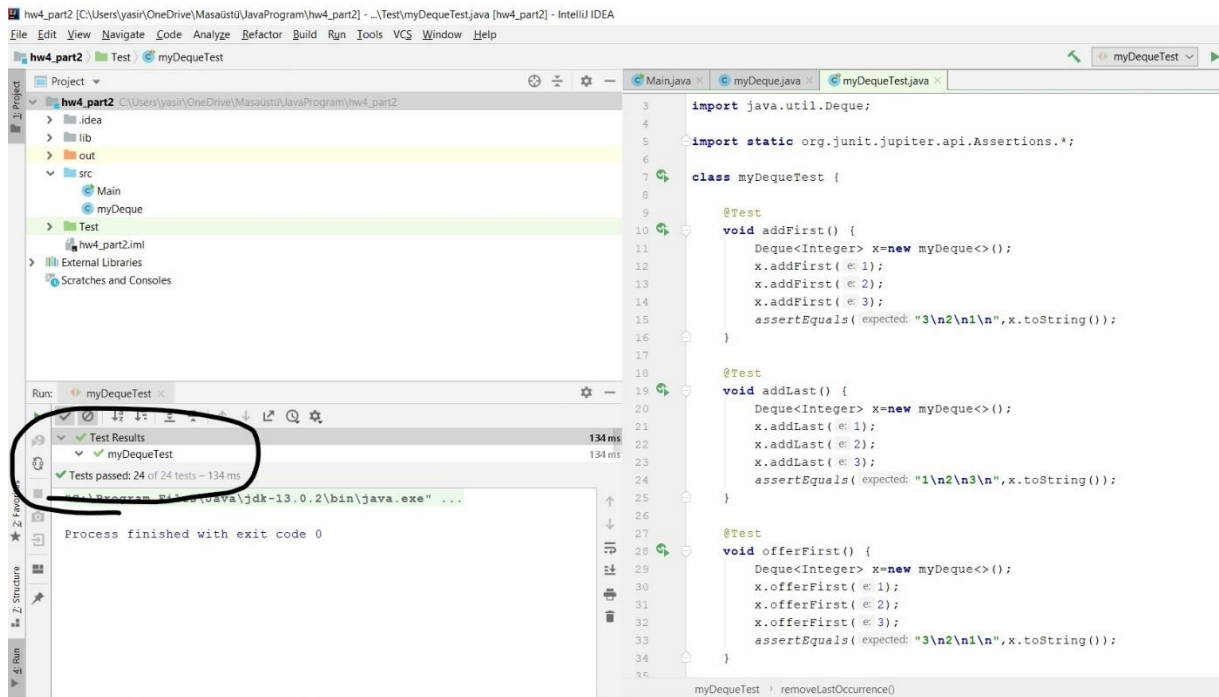 hw4_part2 [C:\Users\yasir\OneDrive\Masaüstü\JavaProgram\hw4_part2] - ...\Test\myDequeTest.java [hw4_part2] - IntelliJ IDEA
File Edit View Navigate Code Analyze Refactor Build Run Tools VCS Window Help
hw4_part2 Test myDequeTest
myDequeTest
1: Project
Project
hw4_part2 C:\Users\yasir\OneDrive\Masaüstü\JavaProgram\hw4_part2
.idea
lib
out
src
Main
myDeque
Test
hw4_part2.iml
External Libraries
Scratches and Consoles
Main.java myDeque.java myDequeTest.java
3 import java.util.Deque;
4
5 import static org.junit.jupiter.api.Assertions.*;
6
7 class myDequeTest {
8
9 @Test
10 void addFirst() {
11 Deque<Integer> x=new myDeque<>();
12 x.addFirst( e: 1);
13 x.addFirst( e: 2);
14 x.addFirst( e: 3);
15 assertEquals( expected: "3\n2\n1\n",x.toString());
16 }
17
18 @Test
19 void addLast() {
20 Deque<Integer> x=new myDeque<>();
21 x.addLast( e: 1);
22 x.addLast( e: 2);
23 x.addLast( e: 3);
24 assertEquals( expected: "1\n2\n3\n",x.toString());
25 }
26
27 @Test
28 void offerFirst() {
29 Deque<Integer> x=new myDeque<>();
30 x.offerFirst( e: 1);
31 x.offerFirst( e: 2);
32 x.offerFirst( e: 3);
33 assertEquals( expected: "3\n2\n1\n",x.toString());
34 }
35
myDequeTest removeLastOccurrence()
Run: myDequeTest
Test Results 134 ms
myDequeTest 134 ms
Tests passed: 24 of 24 tests – 134 ms
"C:\Program Files\Java\jdk-13.0.2\bin\java.exe" ...
Process finished with exit code 0
2: Favorites
7: Structure
4: Run